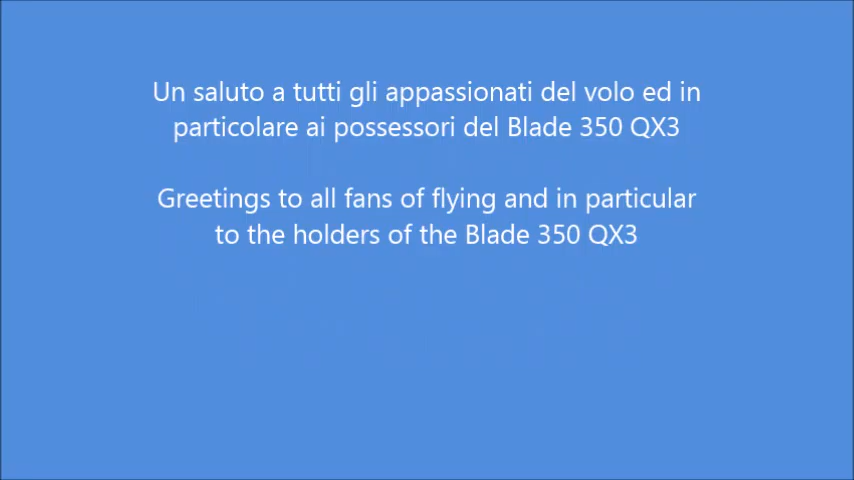 Un saluto a tutti gli appassionati del volo ed in
particolare ai possessori del Blade 350 QX3
Greetings to all fans of flying and in particular
to the holders of the Blade 350 QX3